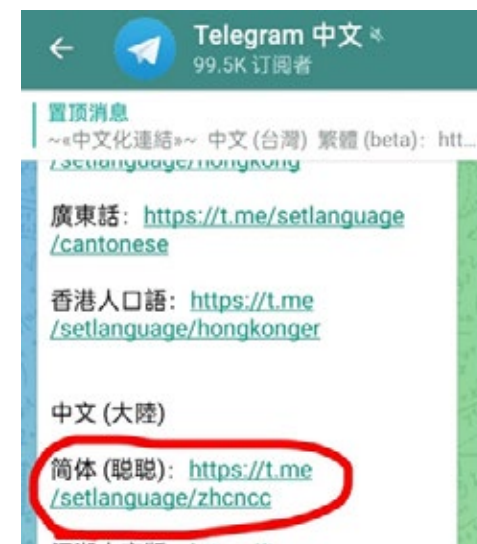 Telegram 中文
99.5K 订阅者
置顶消息
~«中文化連結»~ 中文 (台灣) 繁體 (beta): htt...
/setlanguage/hongkong
廣東話: https://t.me/setlanguage
/cantonese
香港人口語: https://t.me
/setlanguage/hongkonger
中文 (大陸)
简体 (聪聪): https://t.me
/setlanguage/zhcncc